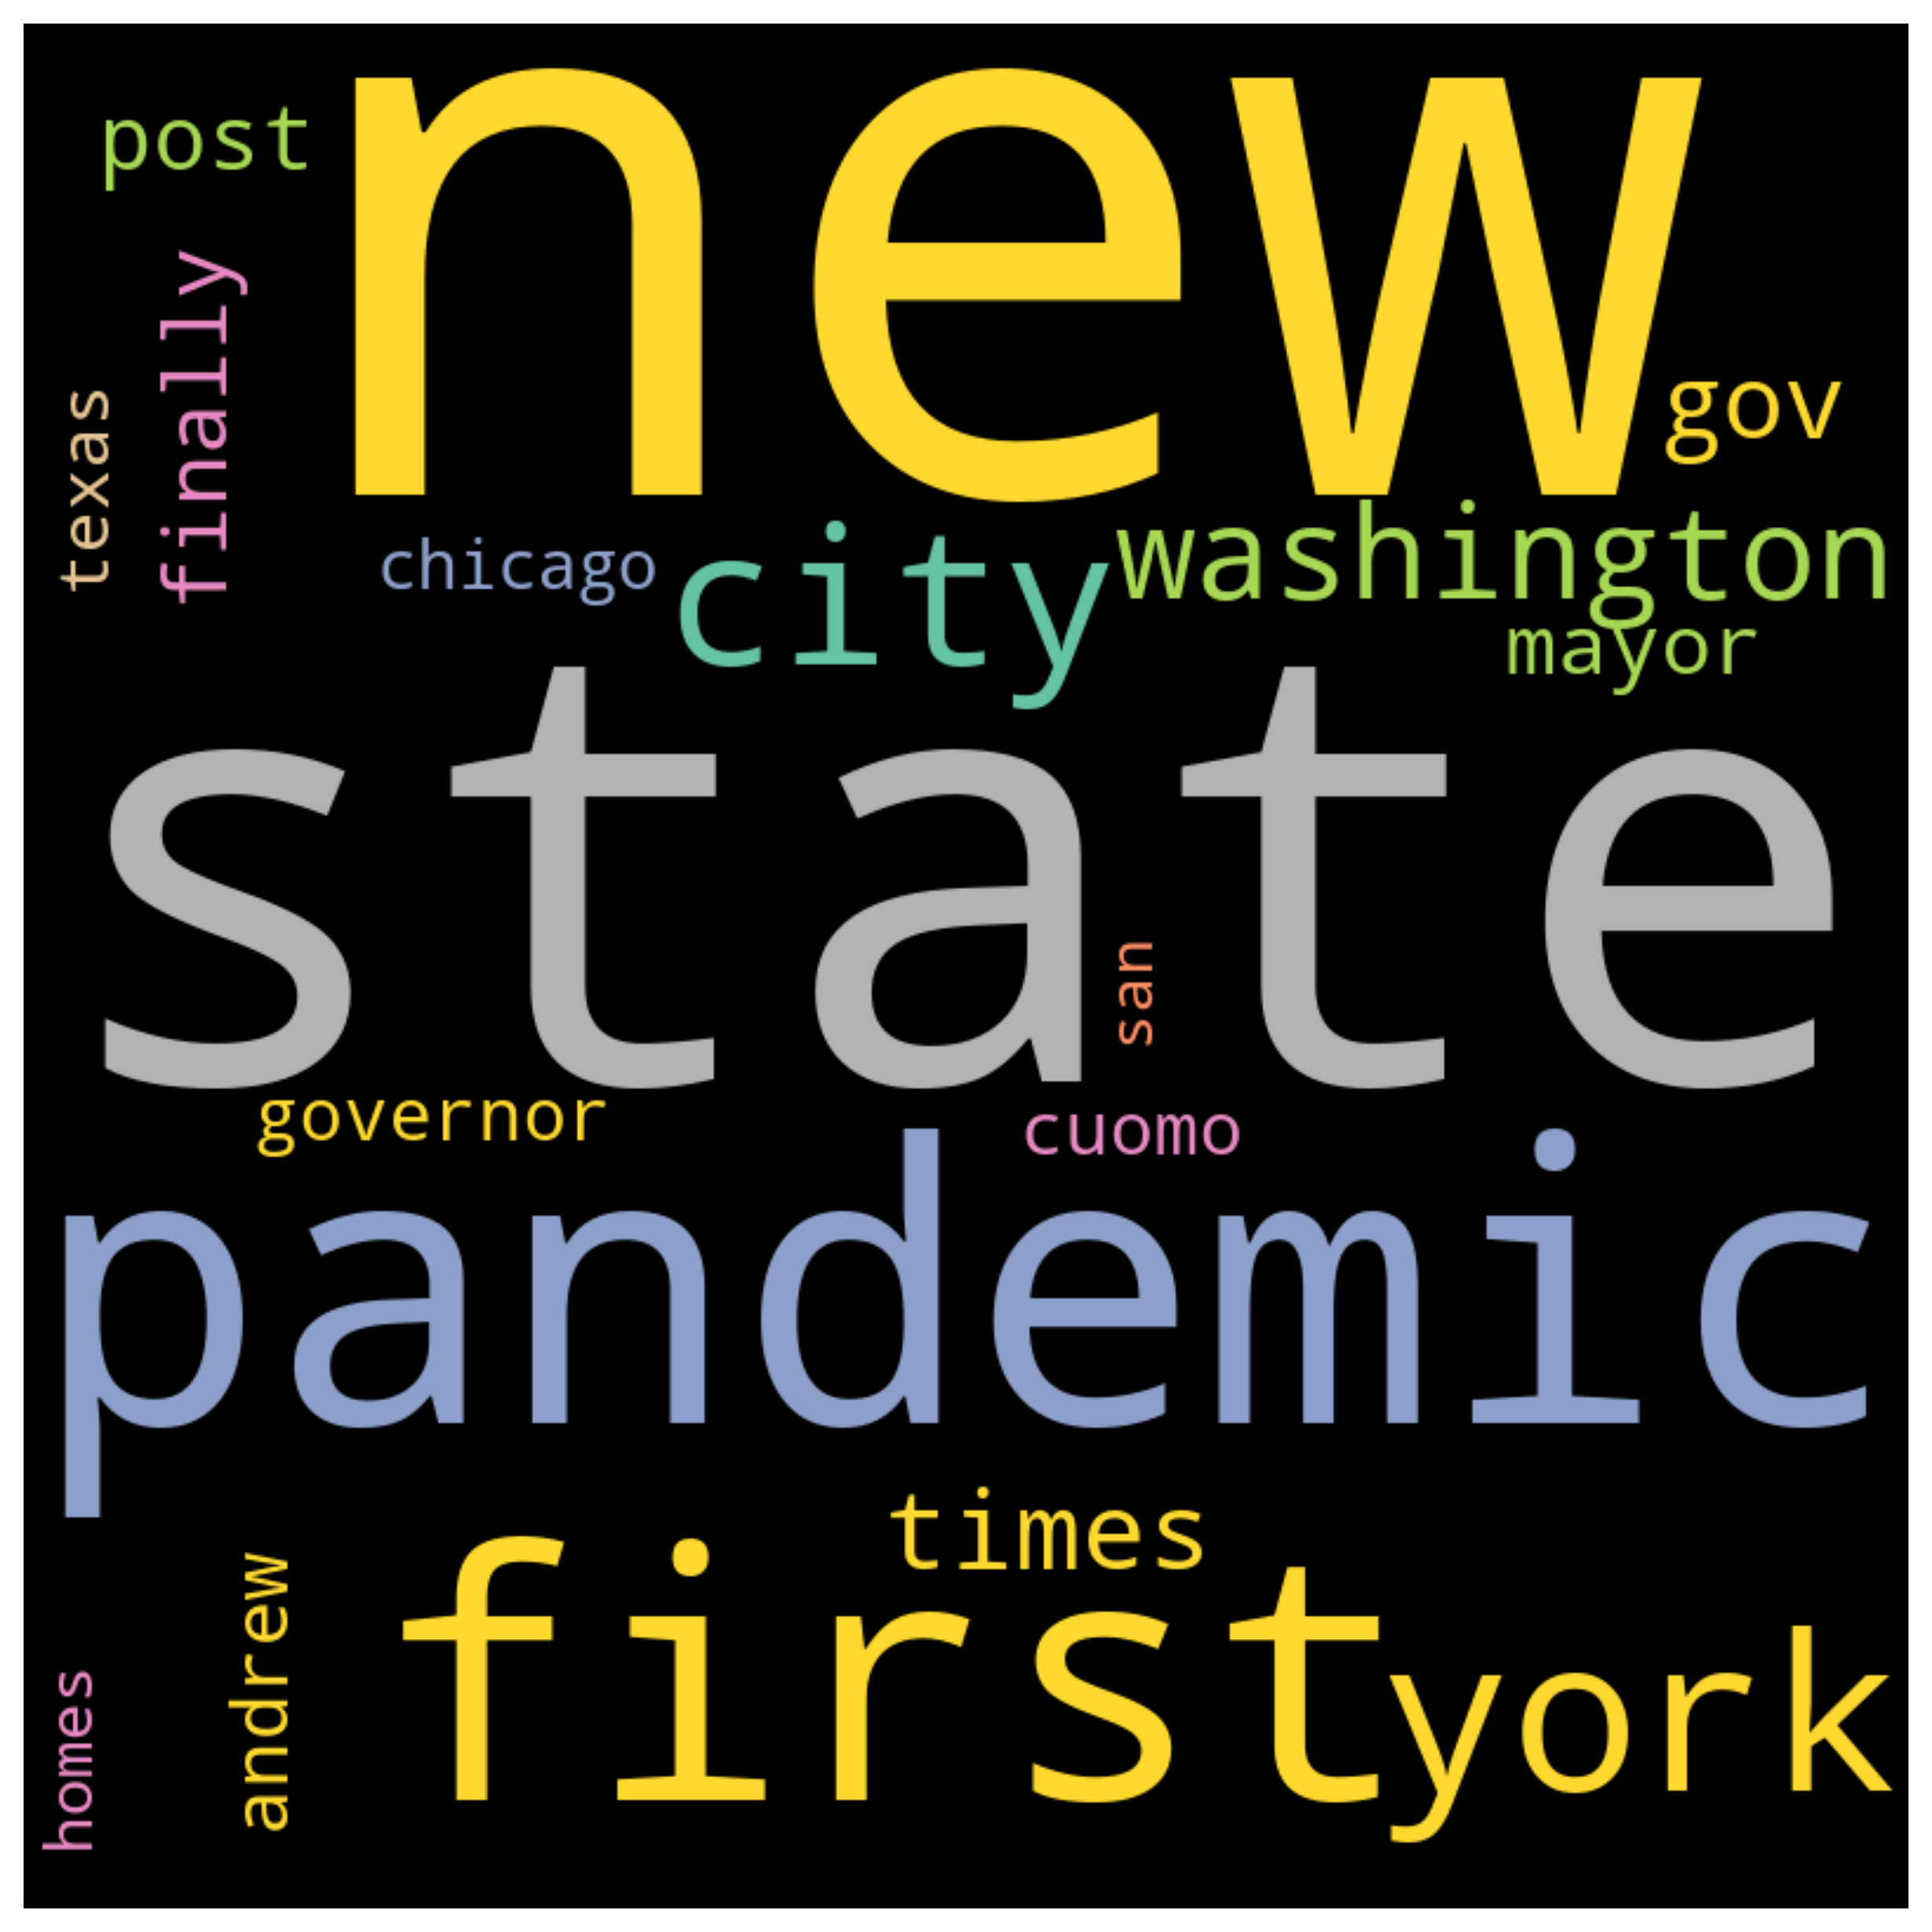 new
post
finally
texas
gov
chicago
city
washington
mayor
state
san
governor
cuomo
pandemic
times
first
york
andrew
homes